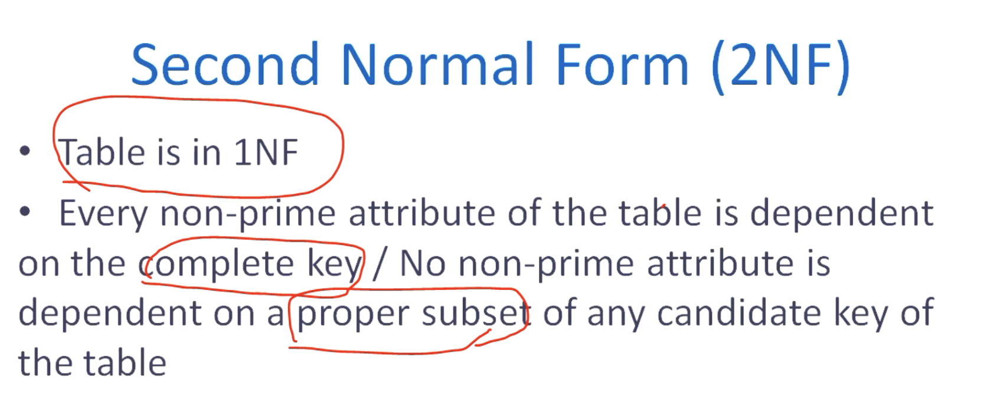 Second Normal Form (2NF)
• Table is in 1NF
• Every non-prime attribute of the table is dependent
on the complete key / No non-prime attribute is
dependent on a proper subset of any candidate key of
the table